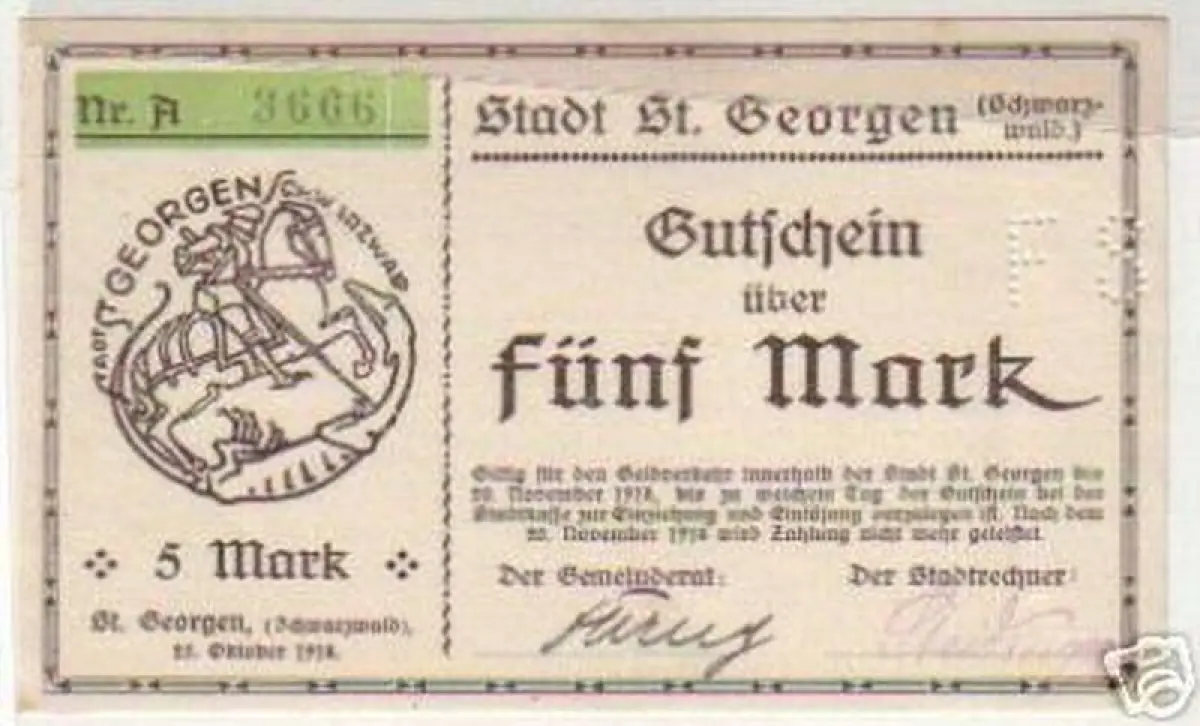 Nr. A 3666
STADT ST GEORGEN SCHWARZWALD
5 Mark
St. Georgen, (Schwarzwald),
25. Oktober 1918.
Stadt St. Georgen (Schwarz-
wald.)
Gutschein
über
fünf Mark
Gültig für den Geldverkehr innerhalb der Stadt St. Georgen bis
20. November 1918, bis zu welchem Tag der Gutschein bei der
Stadtkasse zur Einziehung und Einlösung vorzulegen ist. Nach dem
20. November 1918 wird Zahlung nicht mehr geleistet.
Der Gemeinderat:
Der Stadtrechner: